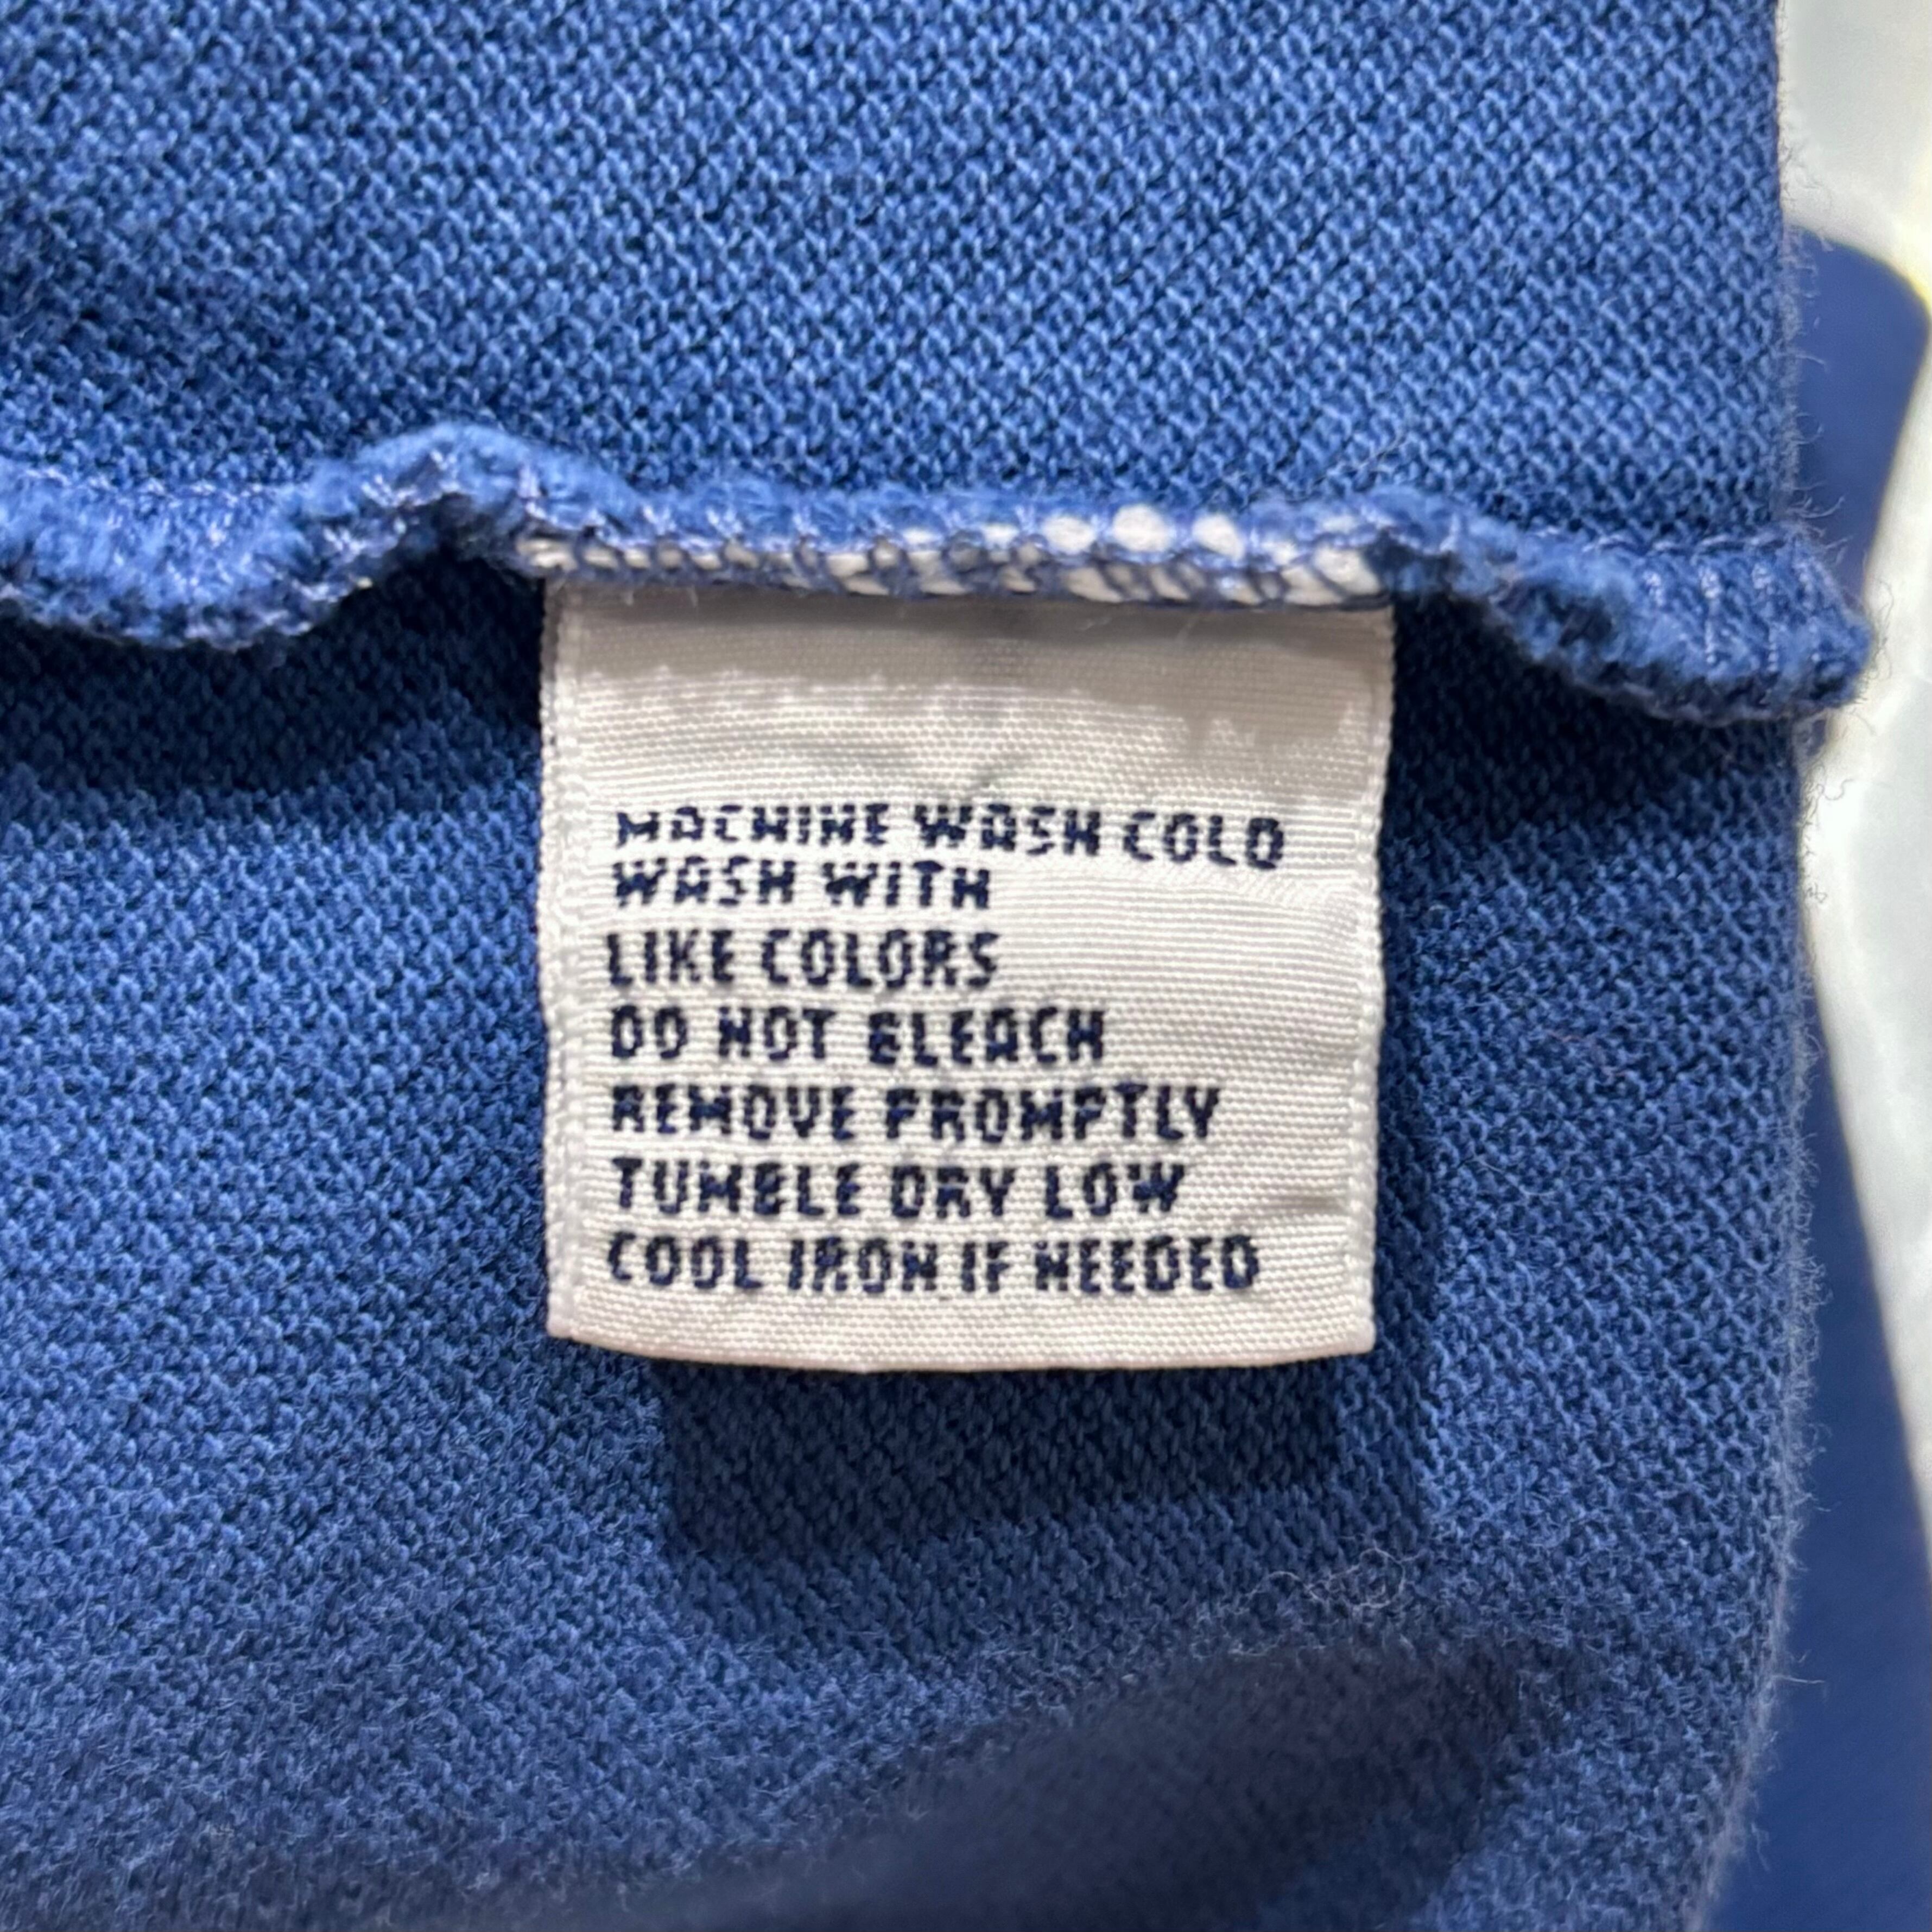 MACHINE WASH COLD
WASH WITH
LIKE COLORS
DO NOT BLEACH
REMOVE PROMPTLY
TUMBLE DRY LOW
COOL IRON IF NEEDED